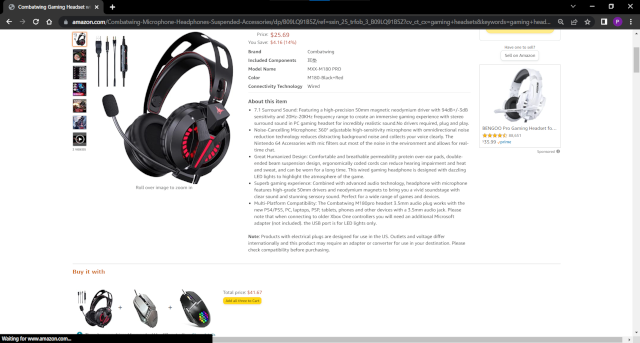 Combatwing Gaming Headset wi
amazon.com/Combatwing-Microphone-Headphones-Suspended-Accessories/dp/B09LQ91BSZ/ref=sxin_25_trfob_3_B09LQ91BSZ?cv_ct_cx=gaming+headsets&keywords=gaming+head...
Price: $25.69
You Save: $4.16 (14%)
Brand Combatwing
Included Components 耳垫
Model Name MXX-M180 PRO
Color M180-Black+Red
Connectivity Technology Wired
About this item
7.1 Surround Sound: Featuring a high-precision 50mm magnetic neodymium driver with 94dB+/-5dB
sensitivity and 20Hz-20KHz frequency range to create an immersive gaming experience with stereo
surround sound in PC gaming headset for incredibly realistic sound.No drivers required, plug and play.
Noise-Cancelling Microphone: 360° adjustable high-sensitivity microphone with omnidirectional noise
reduction technology reduces distracting background noise and collects your voice clearly. The
Nintendo 64 Accessories with mic filters out most of the noise in the environment and allows for real-
time chat.
Great Humanized Design: Comfortable and breathable permeability protein over ear pads, double-
ended beam suspension design, ergonomically coiled cords can reduce hearing impairment and heat
and sweat, and can be worn for a long time. This wired gaming headphone is designed with dazzling
LED lights to highlight the atmosphere of the game.
Superb gaming experience: Combined with advanced audio technology, headphone with microphone
features high-grade 50mm drivers and neodymium magnets to bring you a vivid soundstage with
clear sound and stunning sensory sound. Perfect for a wide range of games and devices.
Multi-Platform Compatibility: The Combatwing M180pro headset 3.5mm audio plug works with the
new PS4/PS5, PC, laptops, PSP, tablets, phones and other devices with a 3.5mm audio jack. Please
note that when connecting to older Xbox One controllers you will need an additional Microsoft
adapter (not included), the USB port is for LED lights only.
Note: Products with electrical plugs are designed for use in the US. Outlets and voltage differ
internationally and this product may require an adapter or converter for use in your destination. Please
check compatibility before purchasing.
Roll over image to zoom in
Have one to sell?
Sell on Amazon
BENGOO Pro Gaming Headset fo...
$35.99 prime
Sponsored
Buy it with
Total price: $41.67
Add all three to Cart
Waiting for www.amazon.com...